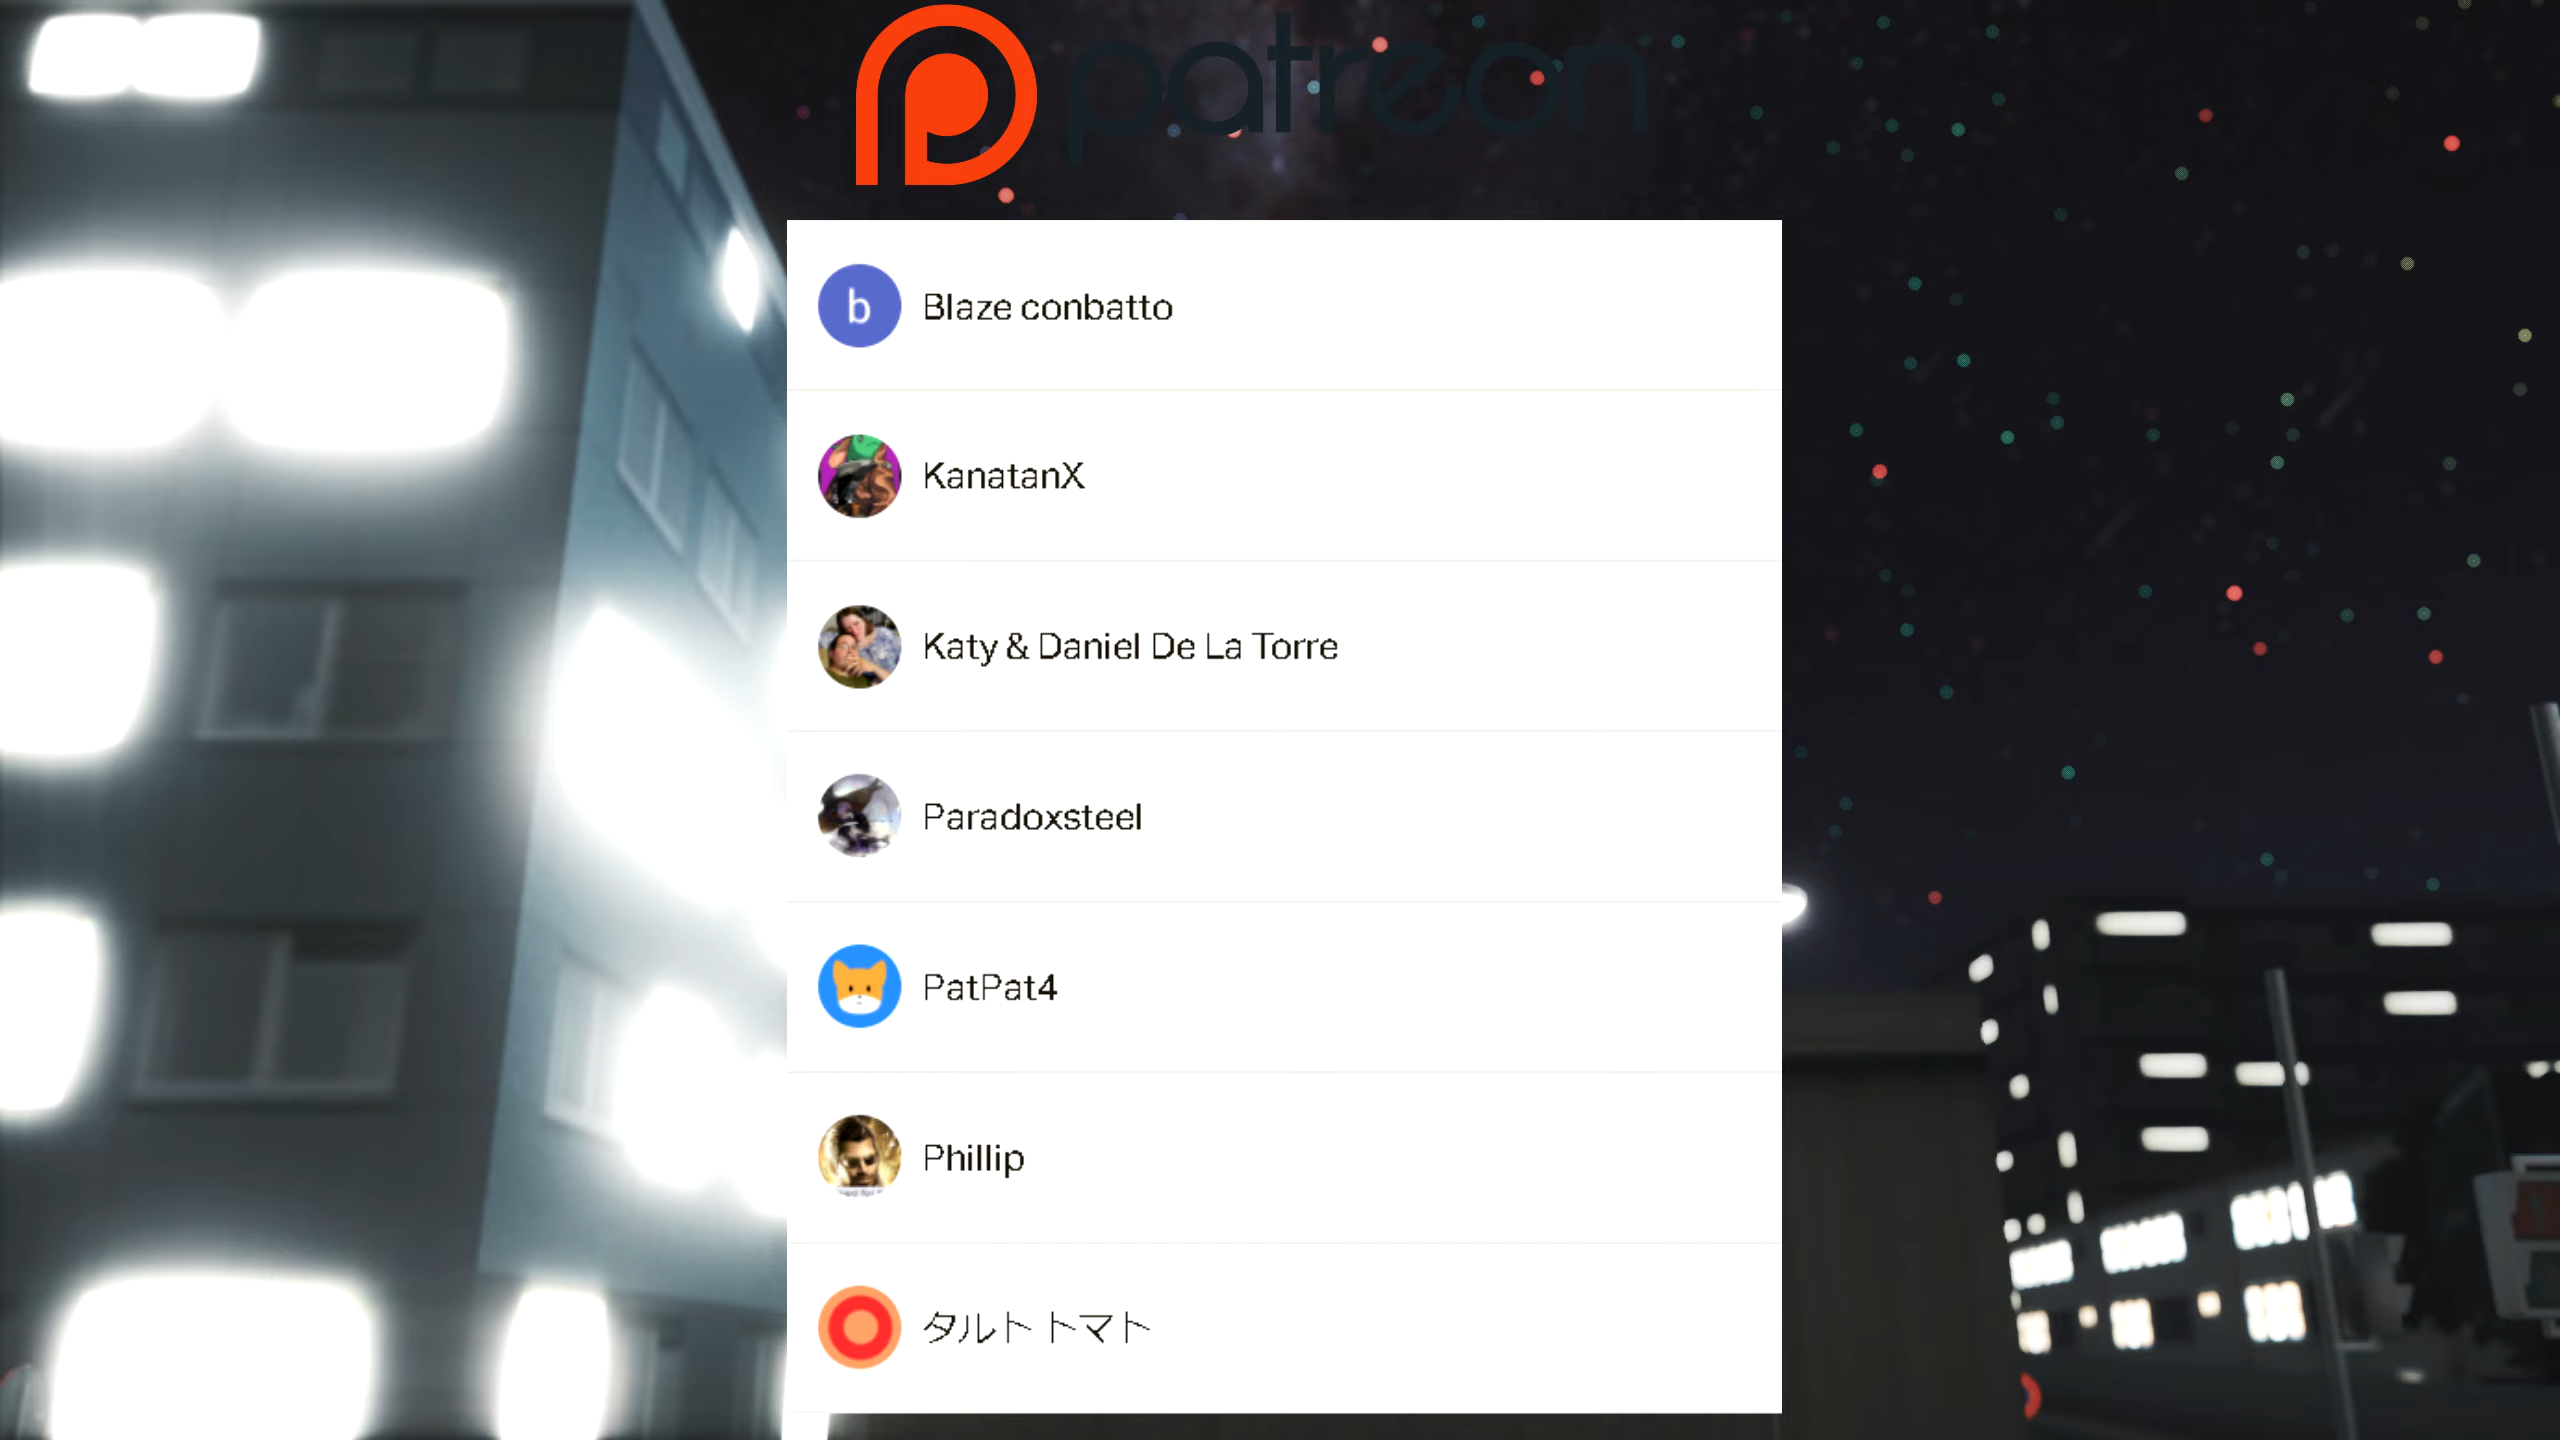 patreon
b
Blaze conbatto
KanatanX
Katy & Daniel De La Torre
Paradoxsteel
PatPat4
Phillip
タルト トマト